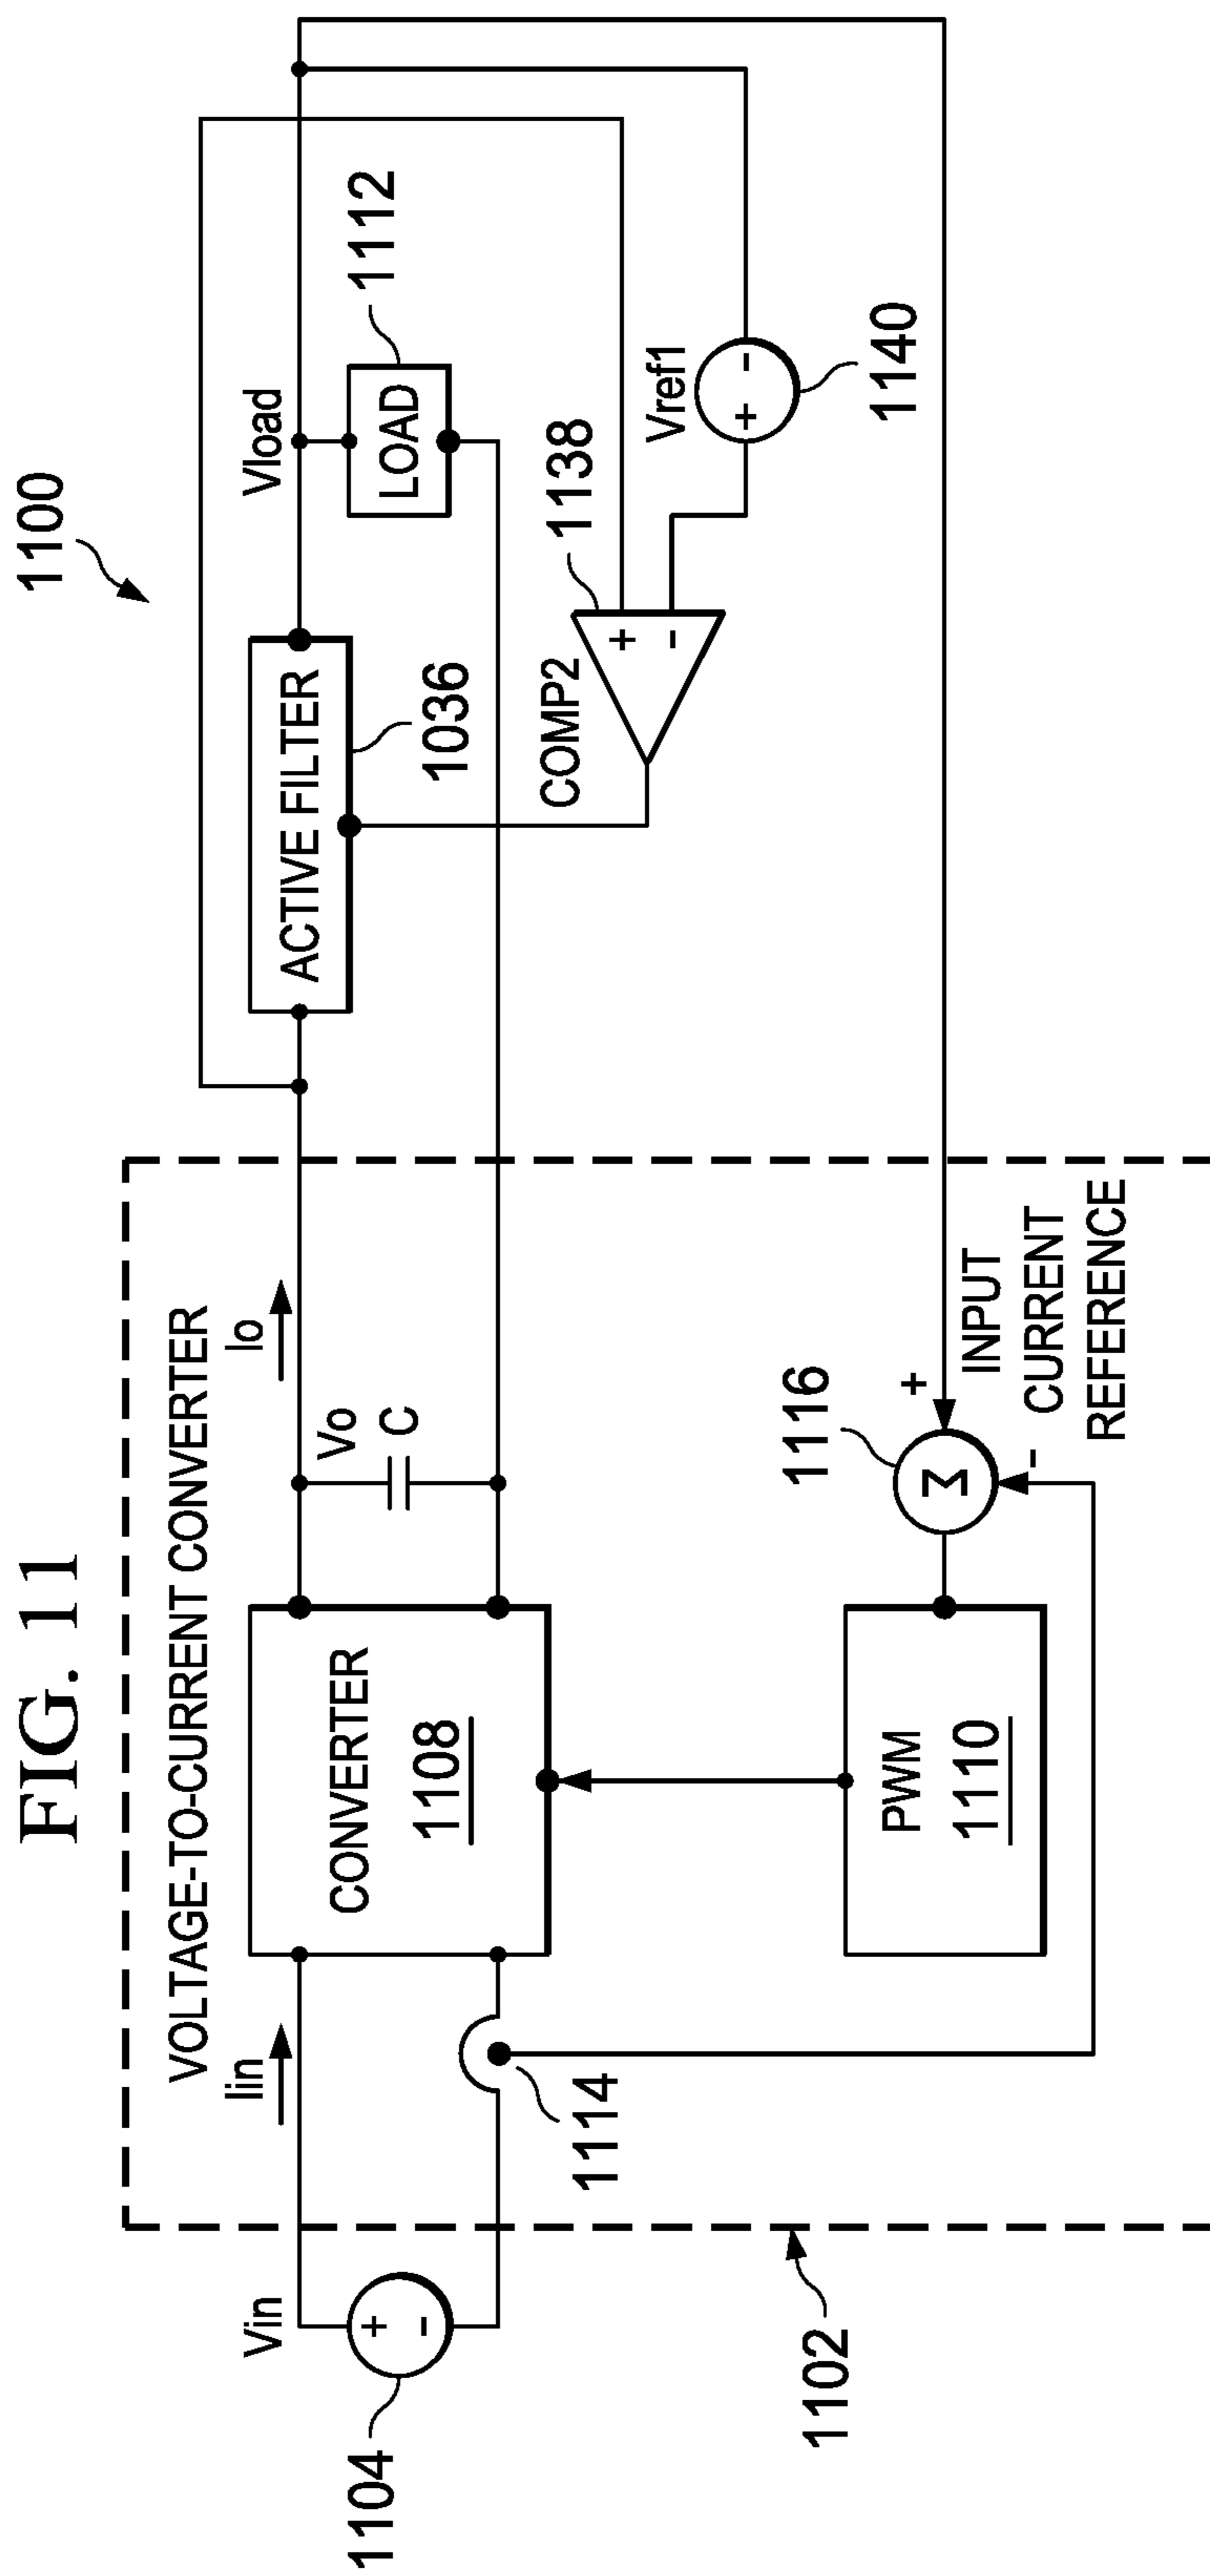 FIG. 11
1100
VOLTAGE-TO-CURRENT CONVERTER
Vin
+
-
1104
Iin
CONVERTER
1108
Io
Vo
C
ACTIVE FILTER
1036
Vload
LOAD
1112
1114
COMP2
+
-
1138
Vref1
+
-
1140
PWM
1110
Σ
1116
+
-
INPUT
CURRENT
REFERENCE
1102